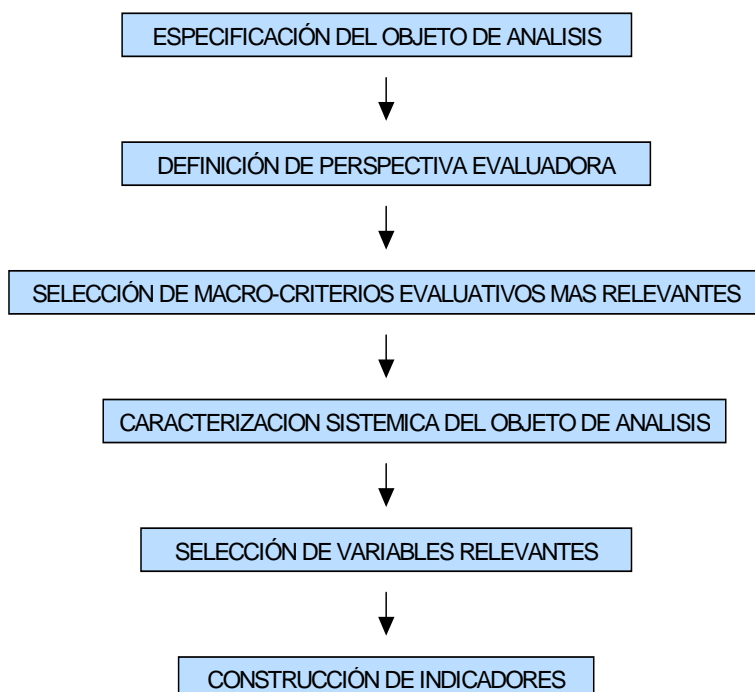 ESPECIFICACIÓN DEL OBJETO DE ANALISIS
DEFINICIÓN DE PERSPECTIVA EVALUADORA
SELECCIÓN DE MACRO-CRITERIOS EVALUATIVOS MAS RELEVANTES
CARACTERIZACION SISTEMICA DEL OBJETO DE ANALISIS
SELECCIÓN DE VARIABLES RELEVANTES
CONSTRUCCIÓN DE INDICADORES